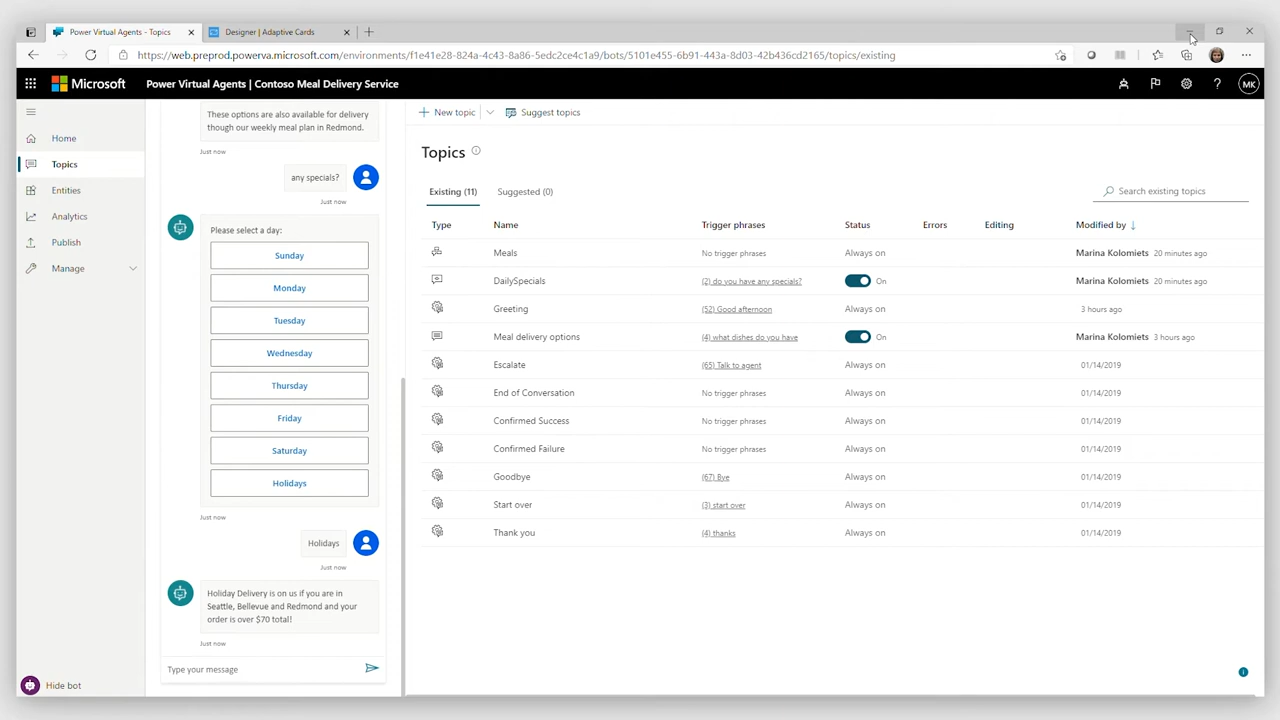 Power Virtual Agents - Topics
Designer | Adaptive Cards
https://web.preprod.powerva.microsoft.com/environments/f1e41e28-824a-4c43-8a86-5edc2ce4c1a9/bots/5101e455-6b91-443a-8d03-42b436cd2165/topics/existing
Microsoft
Power Virtual Agents | Contoso Meal Delivery Service
MK
Home
Topics
Entities
Analytics
Publish
Manage
Hide bot
These options are also available for delivery
though our weekly meal plan in Redmond.
Just now
any specials?
Just now
Please select a day:
Sunday
Monday
Tuesday
Wednesday
Thursday
Friday
Saturday
Holidays
Just now
Holidays
Just now
Holiday Delivery is on us if you are in
Seattle, Bellevue and Redmond and your
order is over $70 total!
Just now
Type your message
New topic
Suggest topics
Topics
Existing (11)
Suggested (0)
Search existing topics
Type Name Trigger phrases Status Errors Editing Modified by ↓
Meals No trigger phrases Always on Marina Kolomiets 20 minutes ago
DailySpecials (2) do you have any specials? On Marina Kolomiets 20 minutes ago
Greeting (52) Good afternoon Always on 3 hours ago
Meal delivery options (4) what dishes do you have On Marina Kolomiets 3 hours ago
Escalate (65) Talk to agent Always on 01/14/2019
End of Conversation No trigger phrases Always on 01/14/2019
Confirmed Success No trigger phrases Always on 01/14/2019
Confirmed Failure No trigger phrases Always on 01/14/2019
Goodbye (67) Bye Always on 01/14/2019
Start over (3) start over Always on 01/14/2019
Thank you (4) thanks Always on 01/14/2019